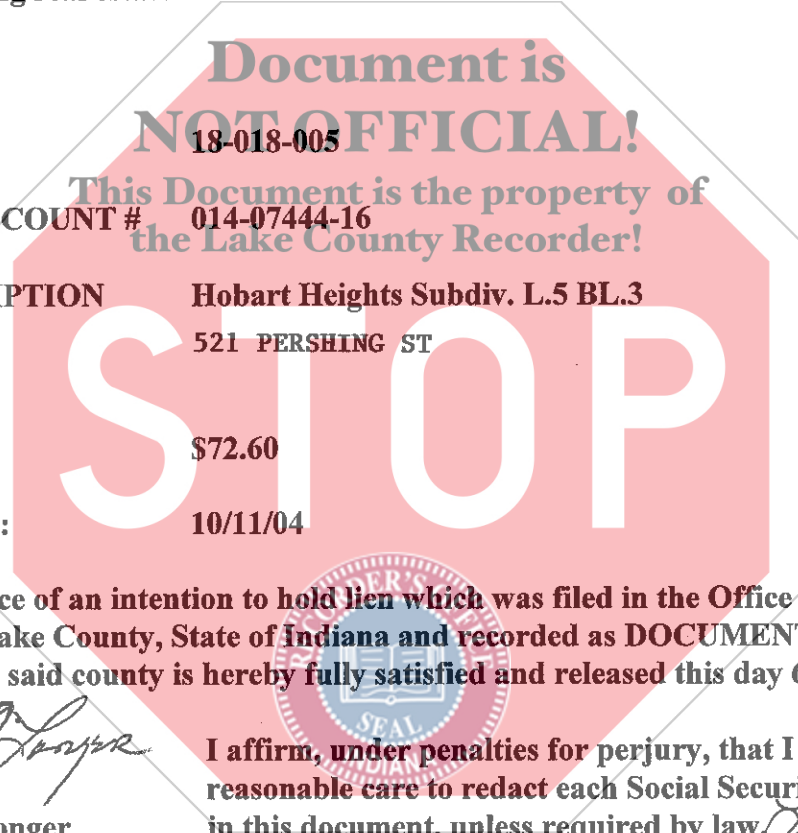 Document is
NOT OFFICIAL!
18-018-005
This Document is the property of
COUNT # 014-07444-16
the Lake County Recorder!
PTION Hobart Heights Subdiv. L.5 BL.3
521 PERSHING ST
STOP
$72.60
: 10/11/04
ce of an intention to hold lien which was filed in the Office
ake County, State of Indiana and recorded as DOCUMENT
said county is hereby fully satisfied and released this day
RECORDER'S
SEAL
INDIANA
I affirm, under penalties for perjury, that I
reasonable care to redact each Social Securi
onger in this document, unless required by law